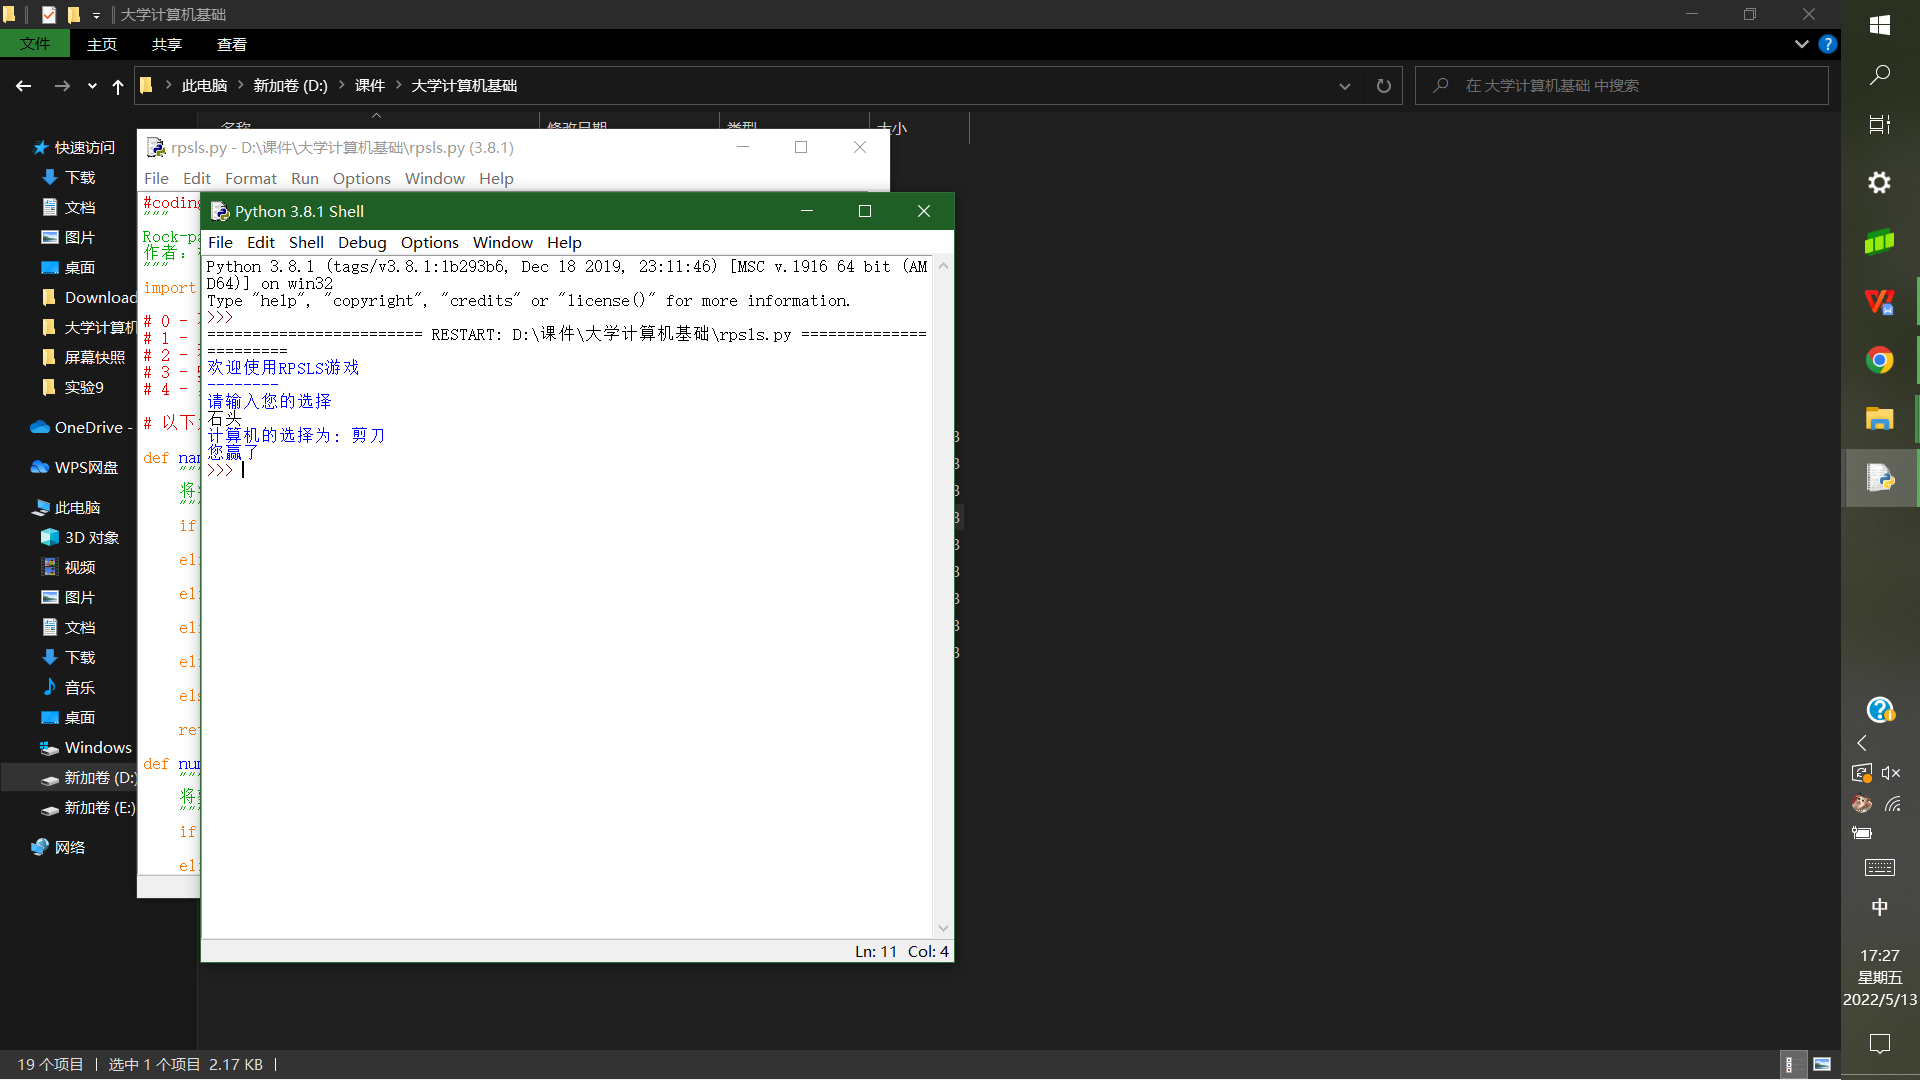 大学计算机基础
文件 主页 共享 查看
此电脑 新加卷 (D:) 课件 大学计算机基础
在 大学计算机基础 中搜索
名称 修改日期 类型 大小
快速访问
下载
文档
图片
桌面
Download
大学计算机
屏幕快照
实验9
OneDrive -
WPS网盘
此电脑
3D 对象
视频
图片
文档
下载
音乐
桌面
Windows
新加卷 (D:)
新加卷 (E:)
网络
rpsls.py - D:\课件\大学计算机基础\rpsls.py (3.8.1)
File Edit Format Run Options Window Help
#coding
"""
Rock-pa
作者:
"""
import
# 0 -
# 1 -
# 2 -
# 3 -
# 4 -
# 以下
def nam
"""
将
"""
if
eli
eli
eli
eli
els
ret
def num
"""
将
"""
if
eli
Python 3.8.1 Shell
File Edit Shell Debug Options Window Help
Python 3.8.1 (tags/v3.8.1:1b293b6, Dec 18 2019, 23:11:46) [MSC v.1916 64 bit (AM
D64)] on win32
Type "help", "copyright", "credits" or "license()" for more information.
>>>
======================== RESTART: D:\课件\大学计算机基础\rpsls.py ==============
=========
欢迎使用RPSLS游戏
--------
请输入您的选择
石头
计算机的选择为: 剪刀
您赢了
>>>
Ln: 11 Col: 4
中
17:27
星期五
2022/5/13
19 个项目 选中 1 个项目 2.17 KB